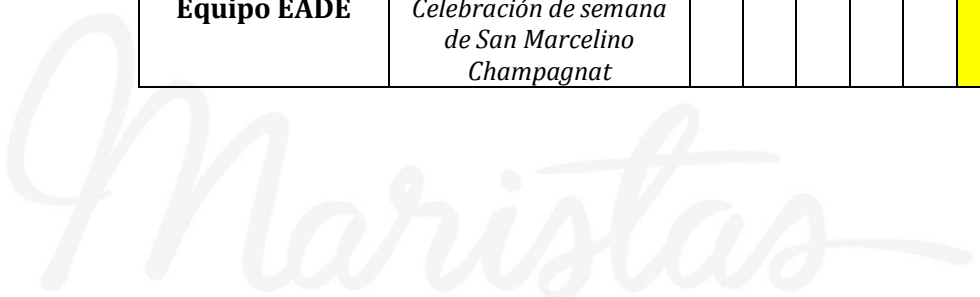 Equipo EADE
Celebración de semana
de San Marcelino
Champagnat
Maristas